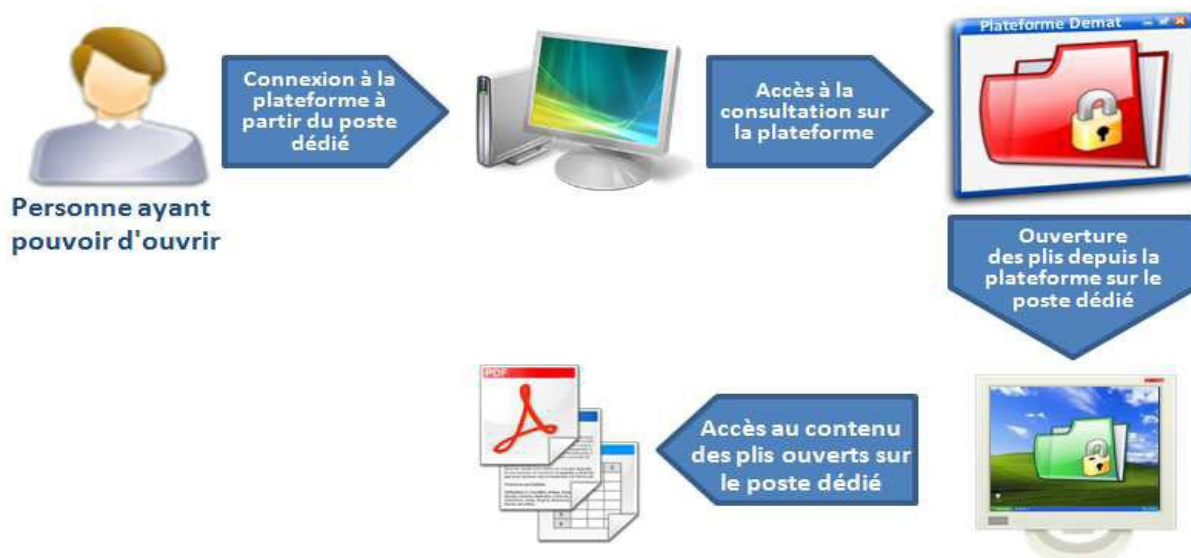 Connexion à la
plateforme à
partir du poste
dédié
Accès à la
consultation sur
la plateforme
Plateforme Demat
Personne ayant
pouvoir d'ouvrir
Ouverture
des plis depuis la
plateforme sur le
poste dédié
PDF
Accès au contenu
des plis ouverts sur
le poste dédié